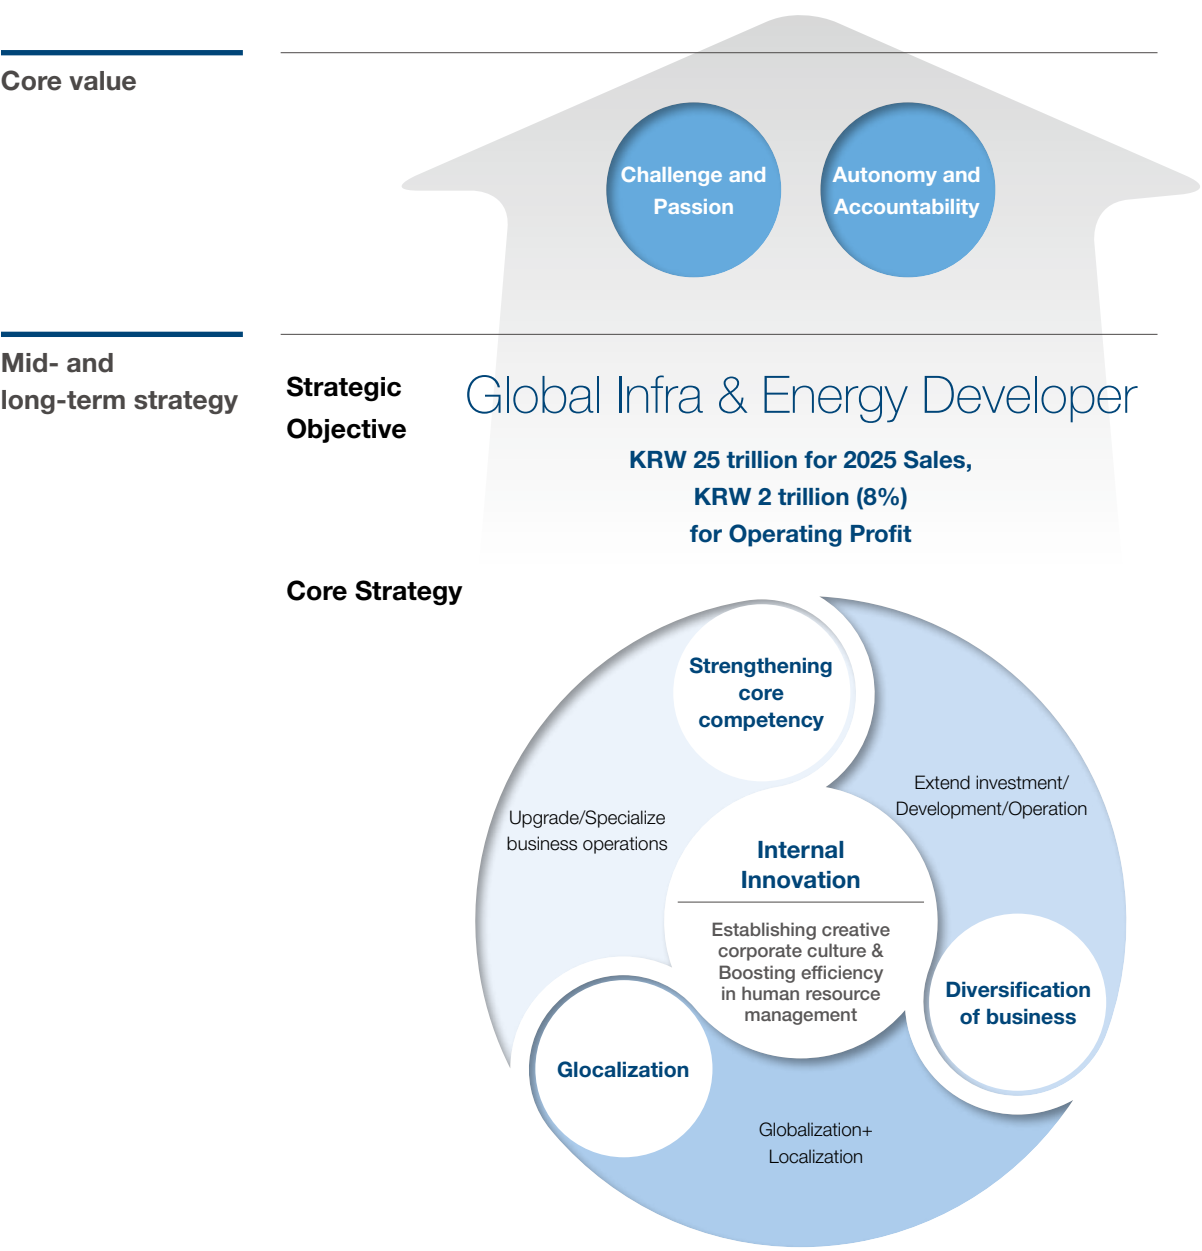 Core value
Challenge and
Passion
Autonomy and
Accountability
Mid- and
long-term strategy
Strategic
Objective
Global Infra & Energy Developer
KRW 25 trillion for 2025 Sales,
KRW 2 trillion (8%)
for Operating Profit
Core Strategy
Strengthening
core
competency
Extend investment/
Development/Operation
Upgrade/Specialize
business operations
Internal
Innovation
Establishing creative
corporate culture &
Boosting efficiency
in human resource
management
Diversification
of business
Glocalization
Globalization+
Localization